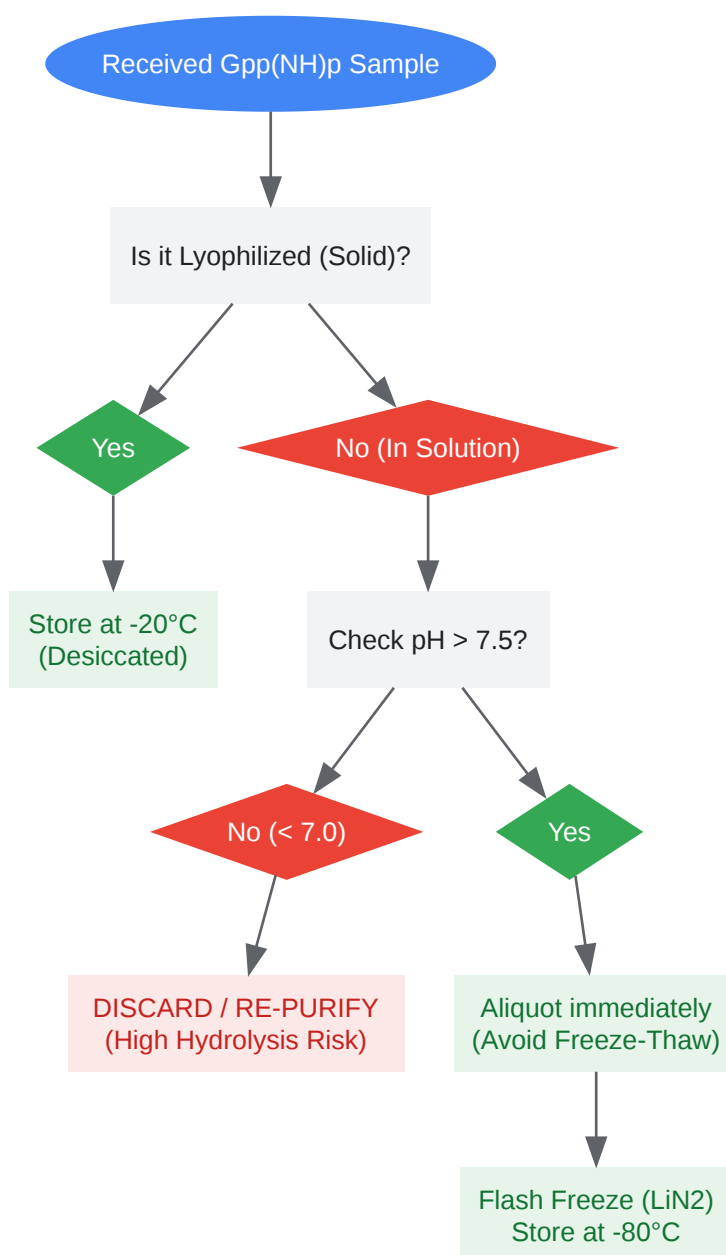 Received Gpp(NH)p Sample
Is it Lyophilized (Solid)?
Yes
No (In Solution)
Store at -20°C
(Desiccated)
Check pH > 7.5?
No (< 7.0)
Yes
DISCARD / RE-PURIFY
(High Hydrolysis Risk)
Aliquot immediately
(Avoid Freeze-Thaw)
Flash Freeze (LiN2)
Store at -80°C